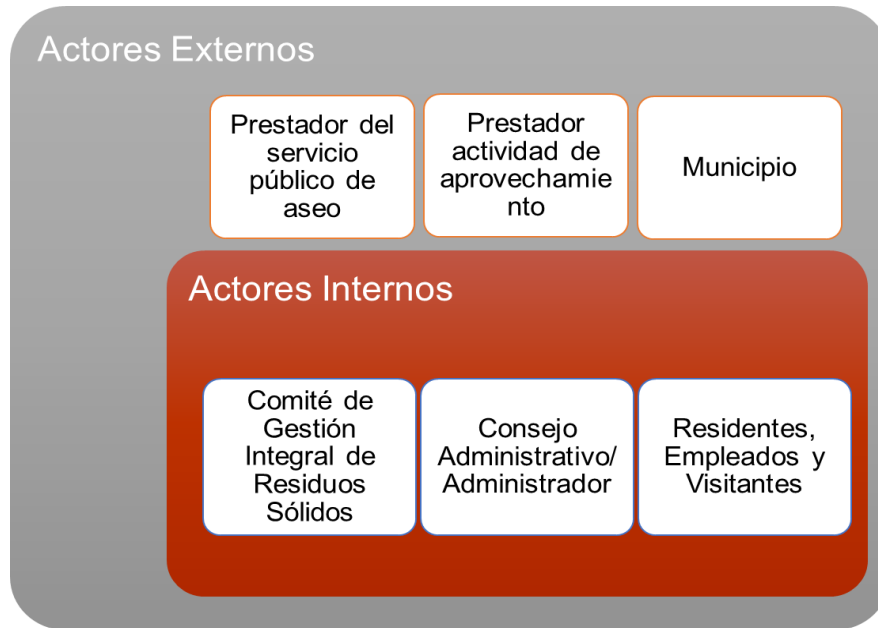 Actores Externos
Prestador del
servicio
público de
aseo
Prestador
actividad de
aprovechamie
nto
Municipio
Actores Internos
Comité de
Gestión
Integral de
Residuos
Sólidos
Consejo
Administrativo/
Administrador
Residentes,
Empleados y
Visitantes